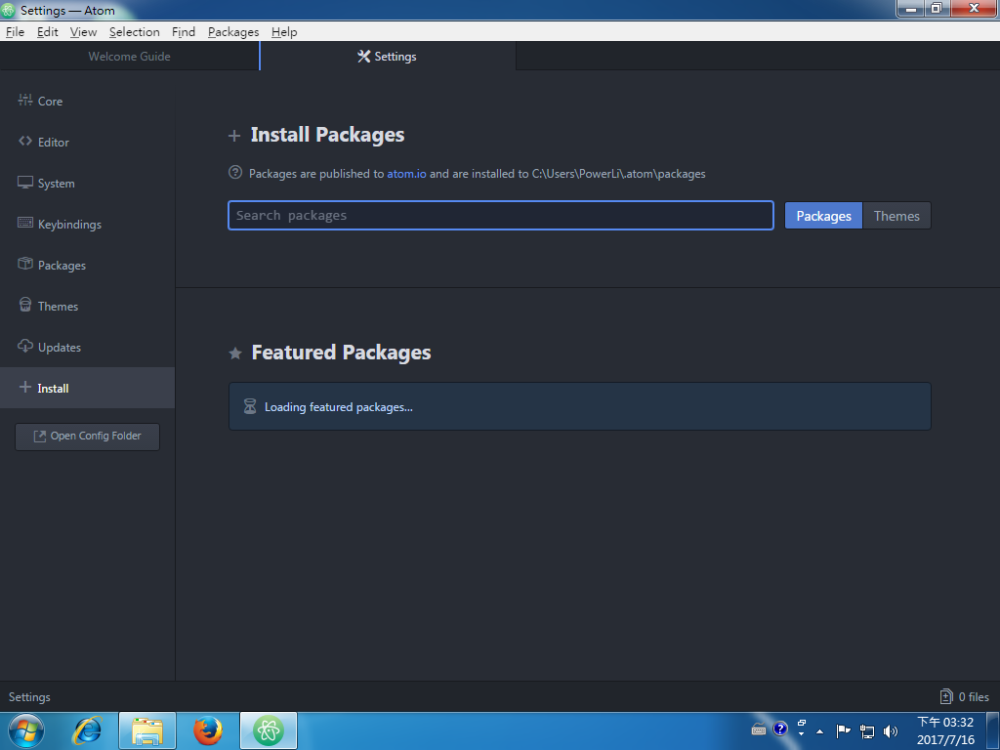 Settings — Atom
File Edit View Selection Find Packages Help
Welcome Guide
Settings
Core
Editor
System
Keybindings
Packages
Themes
Updates
Install
Open Config Folder
Install Packages
Packages are published to atom.io and are installed to C:\Users\PowerLi\.atom\packages
Search packages
Packages Themes
Featured Packages
Loading featured packages...
Settings
0 files
下午 03:32
2017/7/16